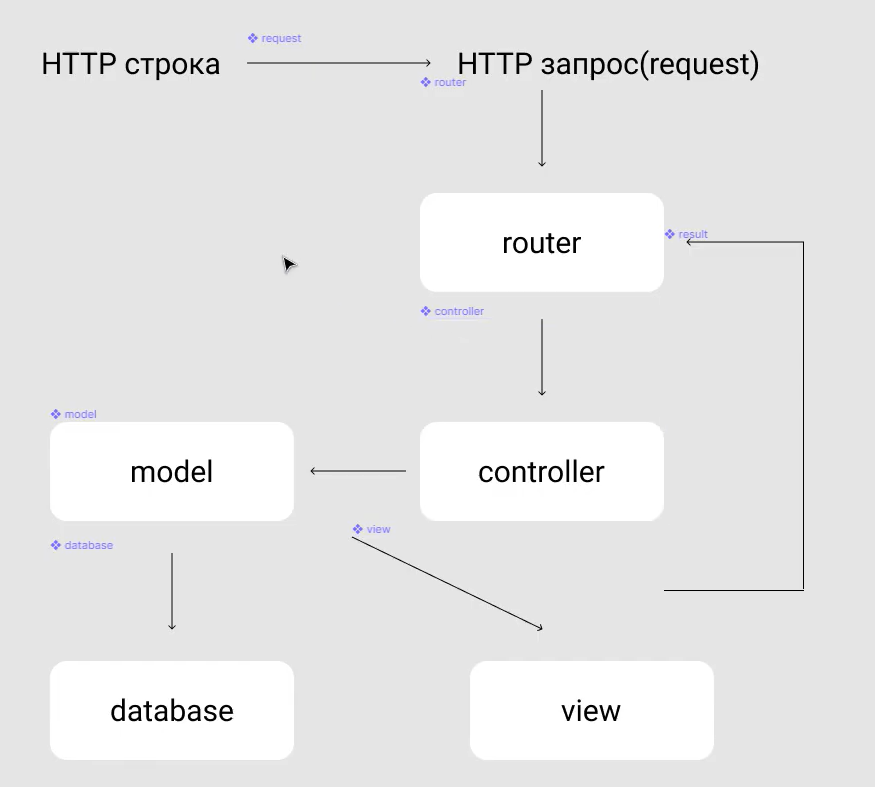 request
HTTP строка
HTTP запрос(request)
router
router
result
controller
model
model
controller
view
database
database
view